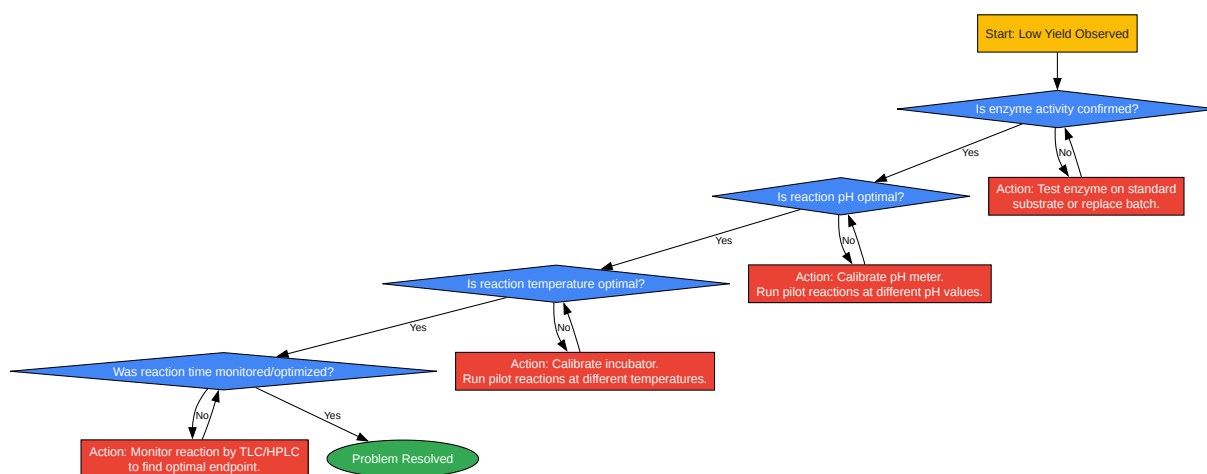 Start: Low Yield Observed
Is enzyme activity confirmed?
Yes
No
Is reaction pH optimal?
Action: Test enzyme on standard
substrate or replace batch.
Yes
No
Is reaction temperature optimal?
Action: Calibrate pH meter.
Run pilot reactions at different pH values.
Yes
No
Was reaction time monitored/optimized?
Action: Calibrate incubator.
Run pilot reactions at different temperatures.
No
Yes
Action: Monitor reaction by TLC/HPLC
to find optimal endpoint.
Problem Resolved